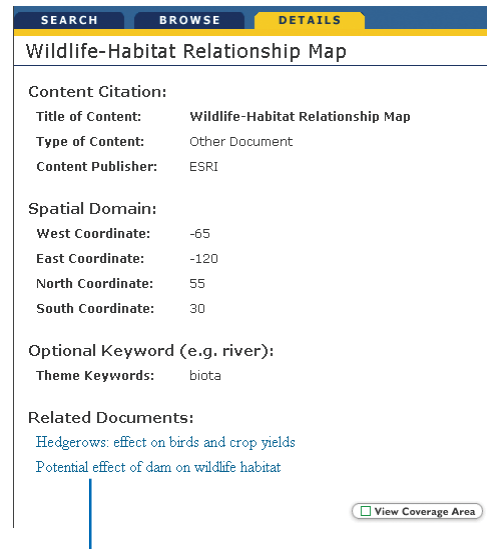 SEARCH BROWSE DETAILS
Wildlife-Habitat Relationship Map
Content Citation:
Title of Content: Wildlife-Habitat Relationship Map
Type of Content: Other Document
Content Publisher: ESRI
Spatial Domain:
West Coordinate: -65
East Coordinate: -120
North Coordinate: 55
South Coordinate: 30
Optional Keyword (e.g. river):
Theme Keywords: biota
Related Documents:
Hedgerows: effect on birds and crop yields
Potential effect of dam on wildlife habitat
View Coverage Area